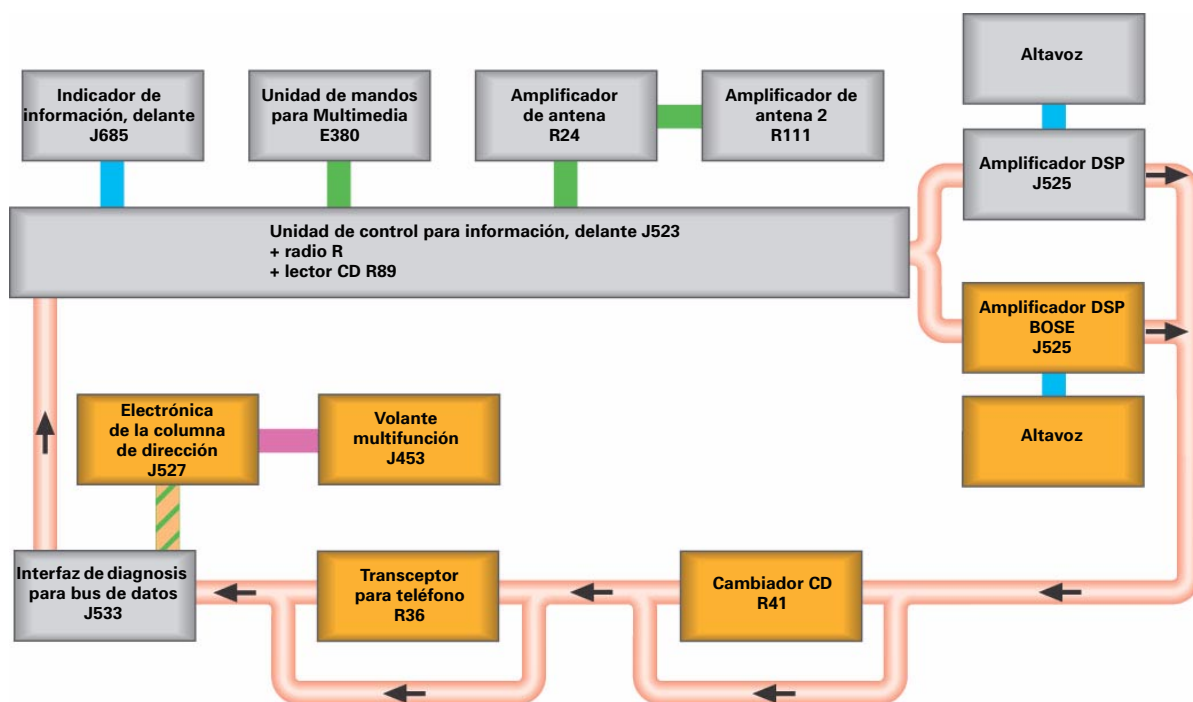 Indicador de
información, delante
J685
Unidad de mandos
para Multimedia
E380
Amplificador
de antena
R24
Amplificador de
antena 2
R111
Altavoz
Amplificador DSP
J525
Unidad de control para información, delante J523
+ radio R
+ lector CD R89
Amplificador DSP
BOSE
J525
Altavoz
Electrónica
de la columna
de dirección
J527
Volante
multifunción
J453
Interfaz de diagnosis
para bus de datos
J533
Transceptor
para teléfono
R36
Cambiador CD
R41